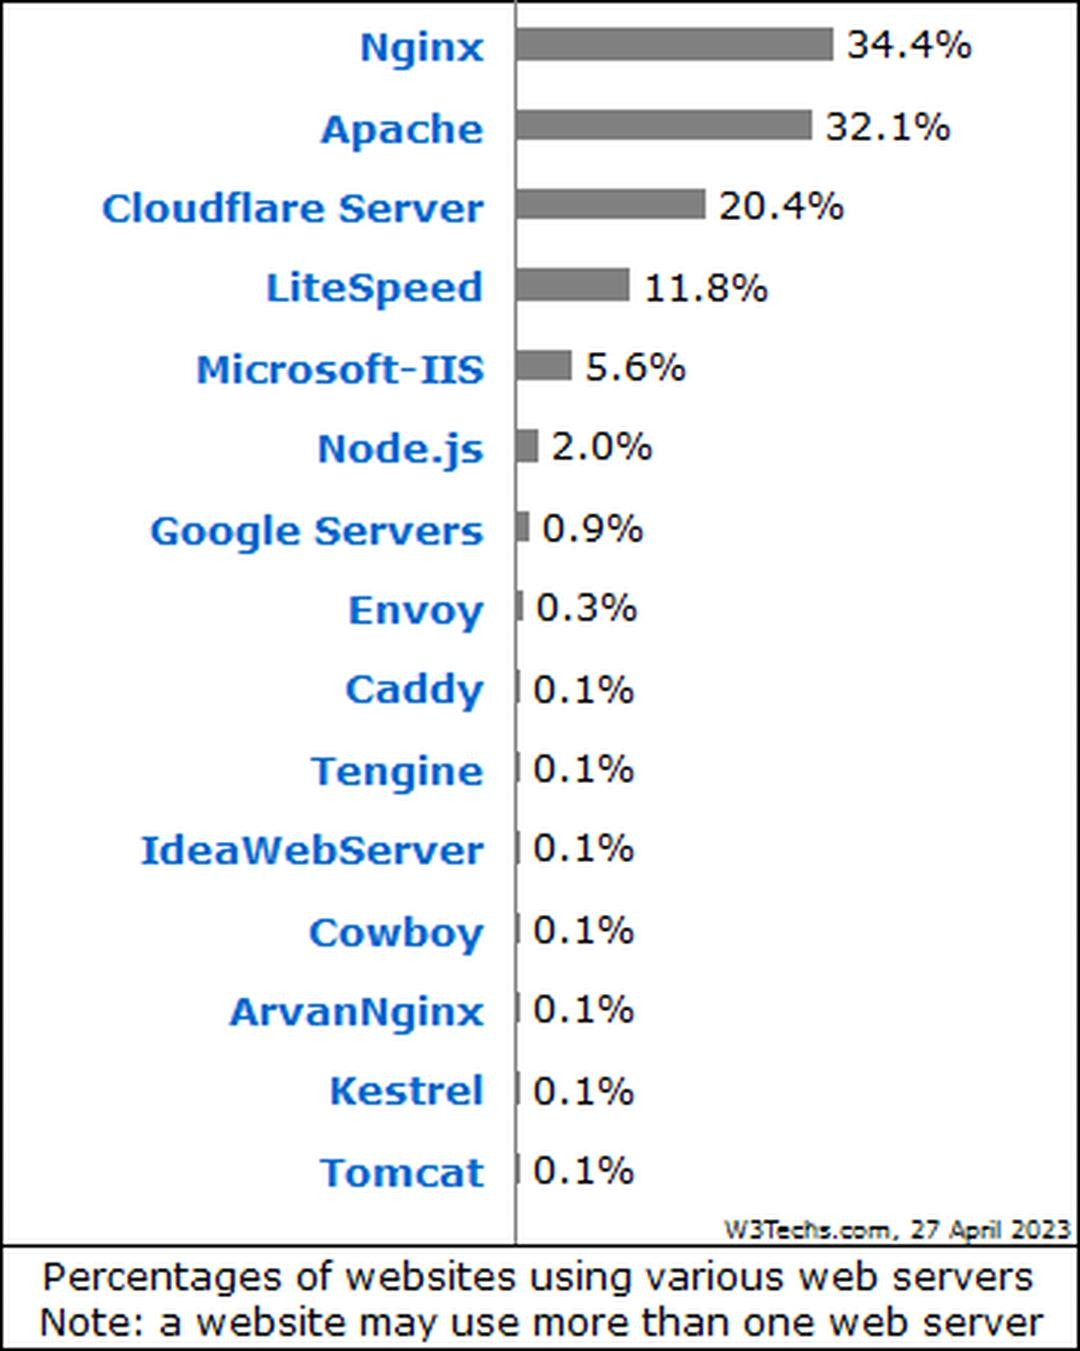 Nginx 34.4%
Apache 32.1%
Cloudflare Server 20.4%
LiteSpeed 11.8%
Microsoft-IIS 5.6%
Node.js 2.0%
Google Servers 0.9%
Envoy 0.3%
Caddy 0.1%
Tengine 0.1%
IdeaWebServer 0.1%
Cowboy 0.1%
ArvanNginx 0.1%
Kestrel 0.1%
Tomcat 0.1%
W3Techs.com, 27 April 2023
Percentages of websites using various web servers
Note: a website may use more than one web server